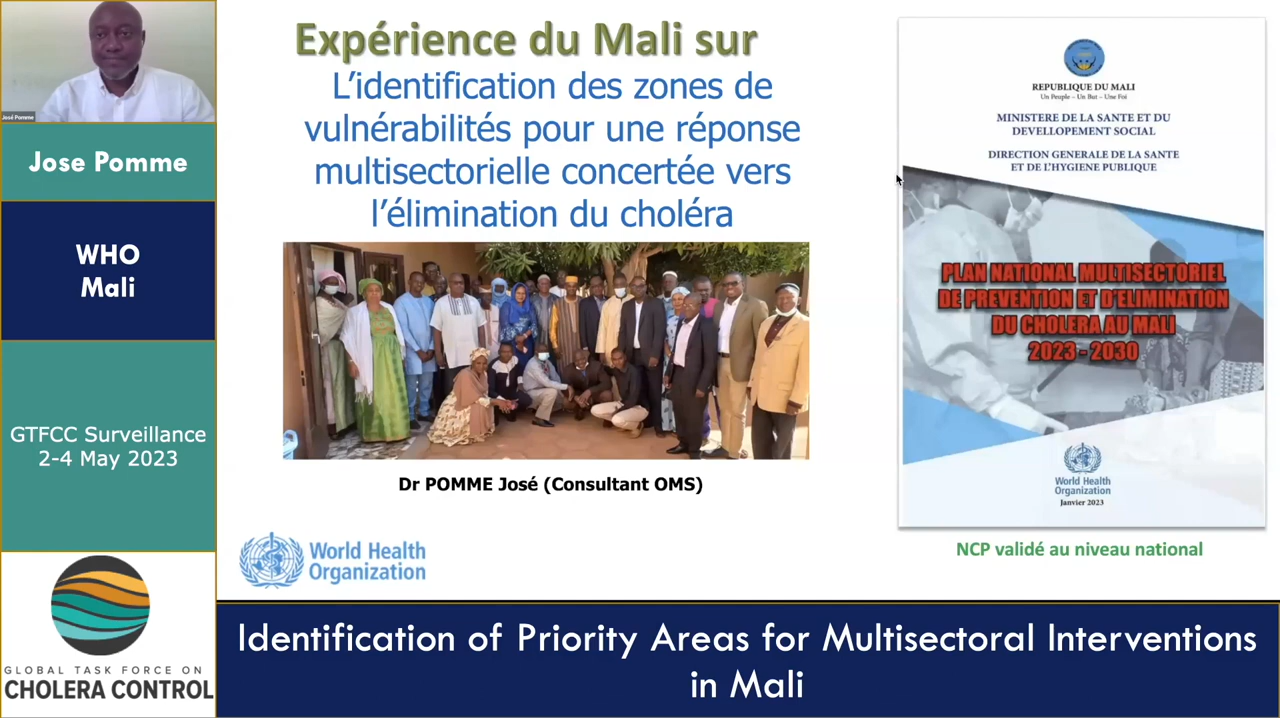 José Pomme
Jose Pomme
WHO
Mali
GTFCC Surveillance
2-4 May 2023
GLOBAL TASK FORCE ON
CHOLERA CONTROL
Expérience du Mali sur
L’identification des zones de
vulnérabilités pour une réponse
multisectorielle concertée vers
l’élimination du choléra
Dr POMME José (Consultant OMS)
World Health
Organization
REPUBLIQUE DU MALI
Un Peuple – Un But – Une Foi
MINISTERE DE LA SANTE ET DU
DEVELOPEMENT SOCIAL
DIRECTION GENERALE DE LA SANTE
ET DE L’HYGIENE PUBLIQUE
PLAN NATIONAL MULTISECTORIEL
DE PREVENTION ET D’ELIMINATION
DU CHOLERA AU MALI
2023 - 2030
World Health
Organization
Janvier 2023
NCP validé au niveau national
Identification of Priority Areas for Multisectoral Interventions
in Mali